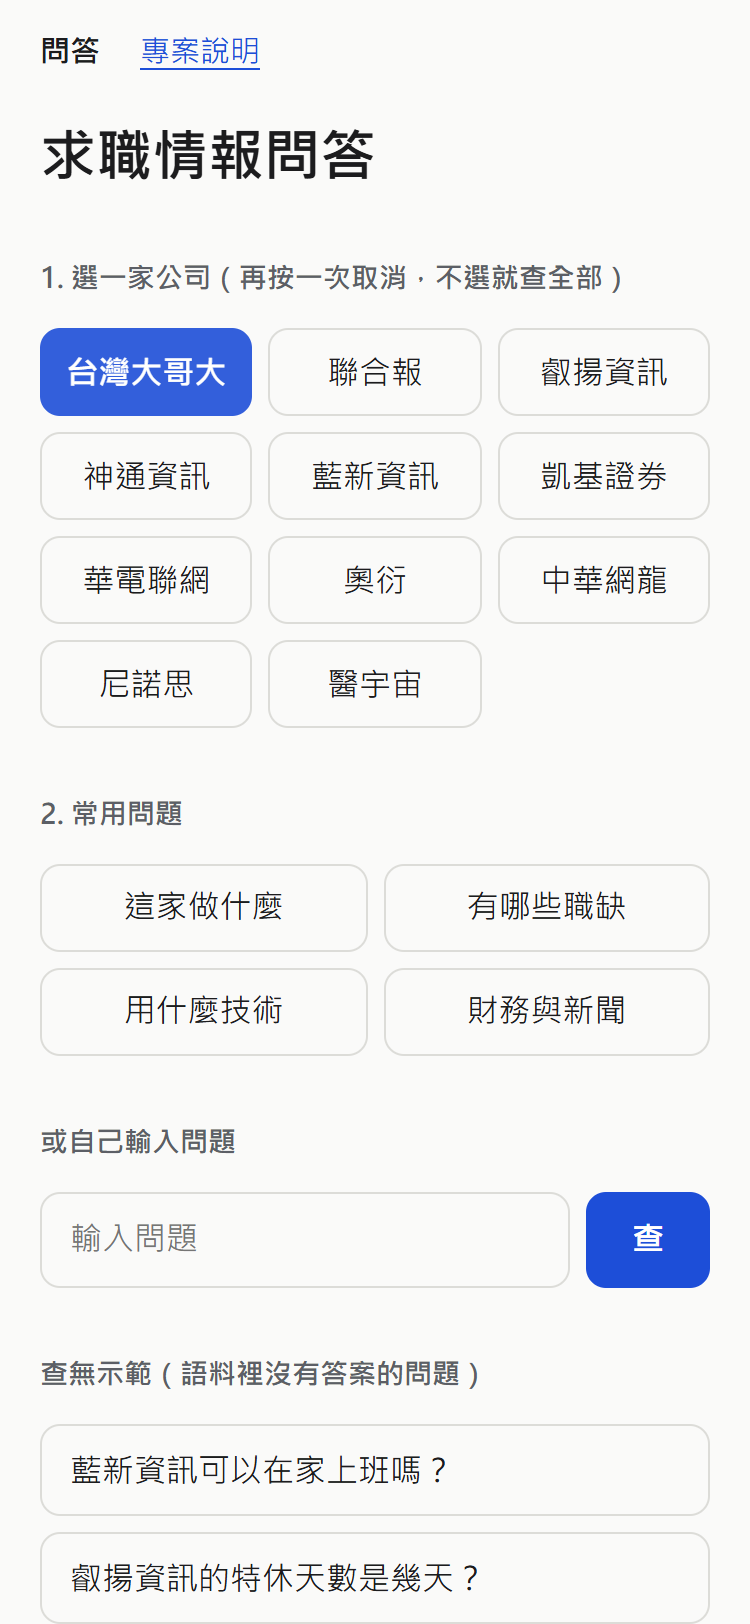 問答 專案說明
求職情報問答
1. 選一家公司（再按一次取消，不選就查全部）
台灣大哥大 聯合報 叡揚資訊
神通資訊 藍新資訊 凱基證券
華電聯網 奧衍 中華網龍
尼諾思 醫宇宙
2. 常用問題
這家做什麼 有哪些職缺
用什麼技術 財務與新聞
或自己輸入問題
輸入問題 查
查無示範（語料裡沒有答案的問題）
藍新資訊可以在家上班嗎？
叡揚資訊的特休天數是幾天？